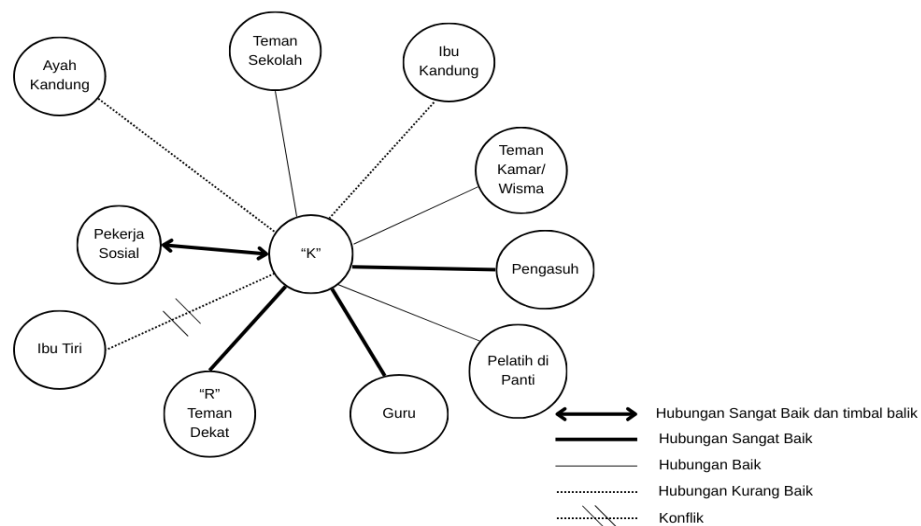 Teman
Sekolah
Ayah
Kandung
Ibu
Kandung
Teman
Kamar/
Wisma
Pekerja
Sosial
“K”
Pengasuh
Ibu Tiri
“R”
Teman
Dekat
Guru
Pelatih di
Panti
Hubungan Sangat Baik dan timbal balik
Hubungan Sangat Baik
Hubungan Baik
Hubungan Kurang Baik
Konflik